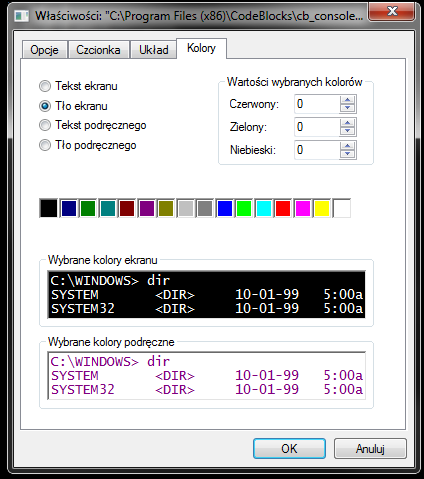 Właściwości: "C:\Program Files (x86)\CodeBlocks\cb_console...
Opcje Czcionka Układ Kolory
Tekst ekranu
Tło ekranu
Tekst podręcznego
Tło podręcznego
Wartości wybranych kolorów
Czerwony: 0
Zielony: 0
Niebieski: 0
Wybrane kolory ekranu
C:\WINDOWS> dir
SYSTEM <DIR> 10-01-99 5:00a
SYSTEM32 <DIR> 10-01-99 5:00a
Wybrane kolory podręczne
C:\WINDOWS> dir
SYSTEM <DIR> 10-01-99 5:00a
SYSTEM32 <DIR> 10-01-99 5:00a
OK Anuluj